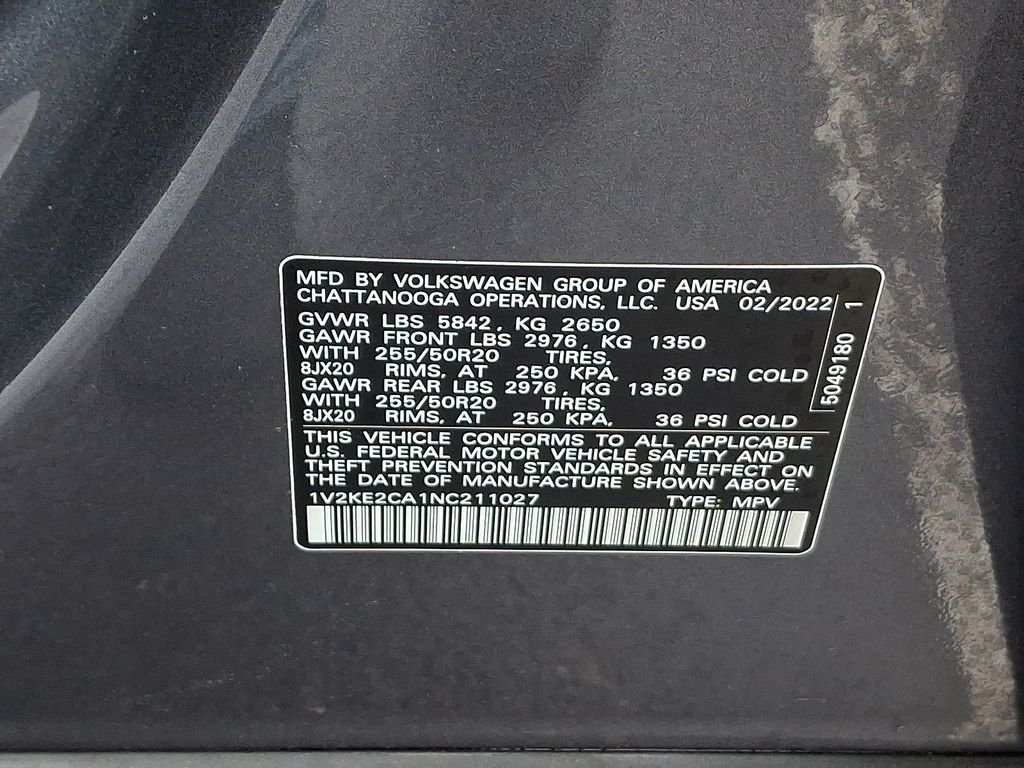 MFD BY VOLKSWAGEN GROUP OF AMERICA
CHATTANOOGA OPERATIONS, LLC. USA 02/2022
GVWR LBS 5842, KG 2650
GAWR FRONT LBS 2976, KG 1350
WITH 255/50R20 TIRES,
8JX20 RIMS, AT 250 KPA, 36 PSI COLD
GAWR REAR LBS 2976, KG 1350
WITH 255/50R20 TIRES,
8JX20 RIMS, AT 250 KPA, 36 PSI COLD
THIS VEHICLE CONFORMS TO ALL APPLICABLE
U.S. FEDERAL MOTOR VEHICLE SAFETY AND
THEFT PREVENTION STANDARDS IN EFFECT ON
THE DATE OF MANUFACTURE SHOWN ABOVE.
1V2KE2CA1NC211027 TYPE: MPV
5049180 1